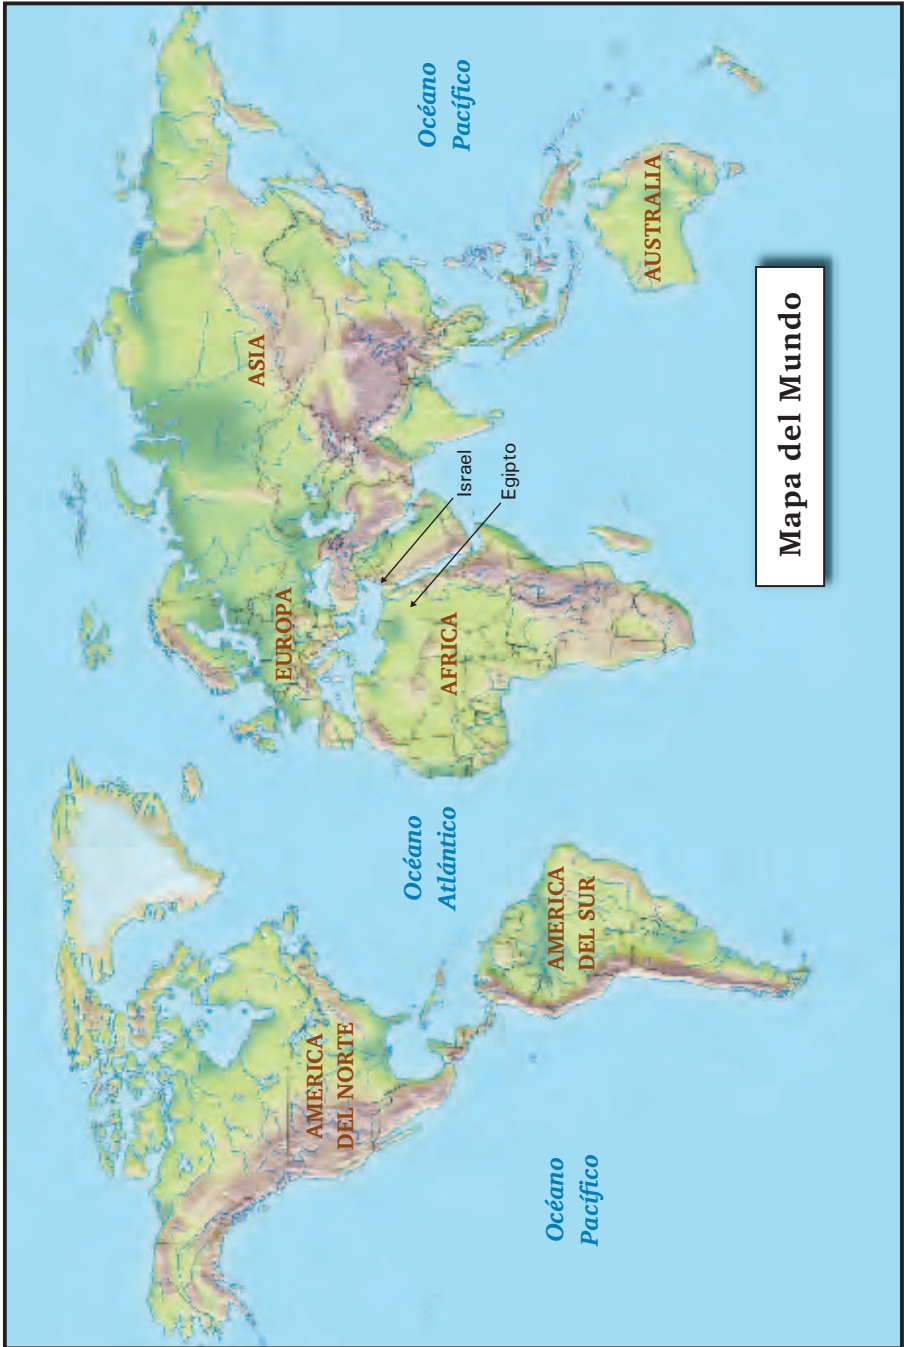 AMERICA
DEL NORTE
AMERICA
DEL SUR
EUROPA
ASIA
AFRICA
AUSTRALIA
Océano
Atlántico
Océano
Pacífico
Océano
Pacífico
Israel
Egipto
Mapa del Mundo